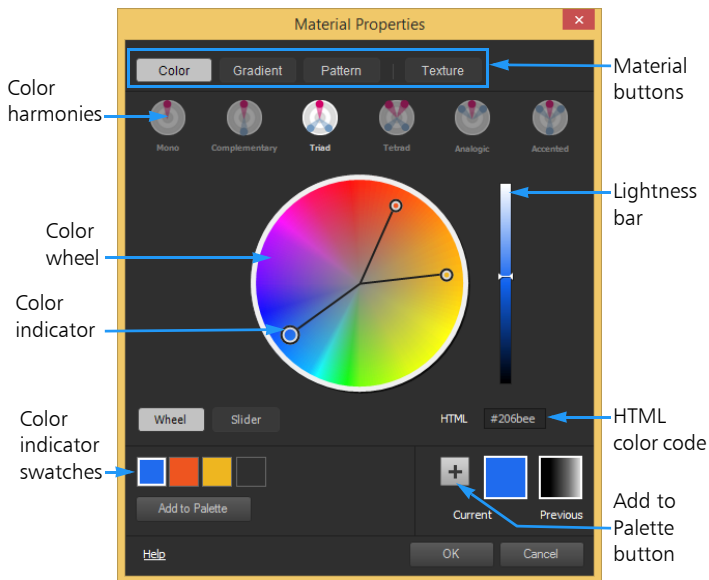 Material Properties
Color
Gradient
Pattern
Texture
Material
buttons
Color
harmonies
Mono
Complementary
Triad
Tetrad
Analogic
Accented
Lightness
bar
Color
wheel
Color
indicator
Wheel
Slider
HTML
#206bee
HTML
color code
Color
indicator
swatches
Add to Palette
Current
Previous
Add to
Palette
button
Help
OK
Cancel